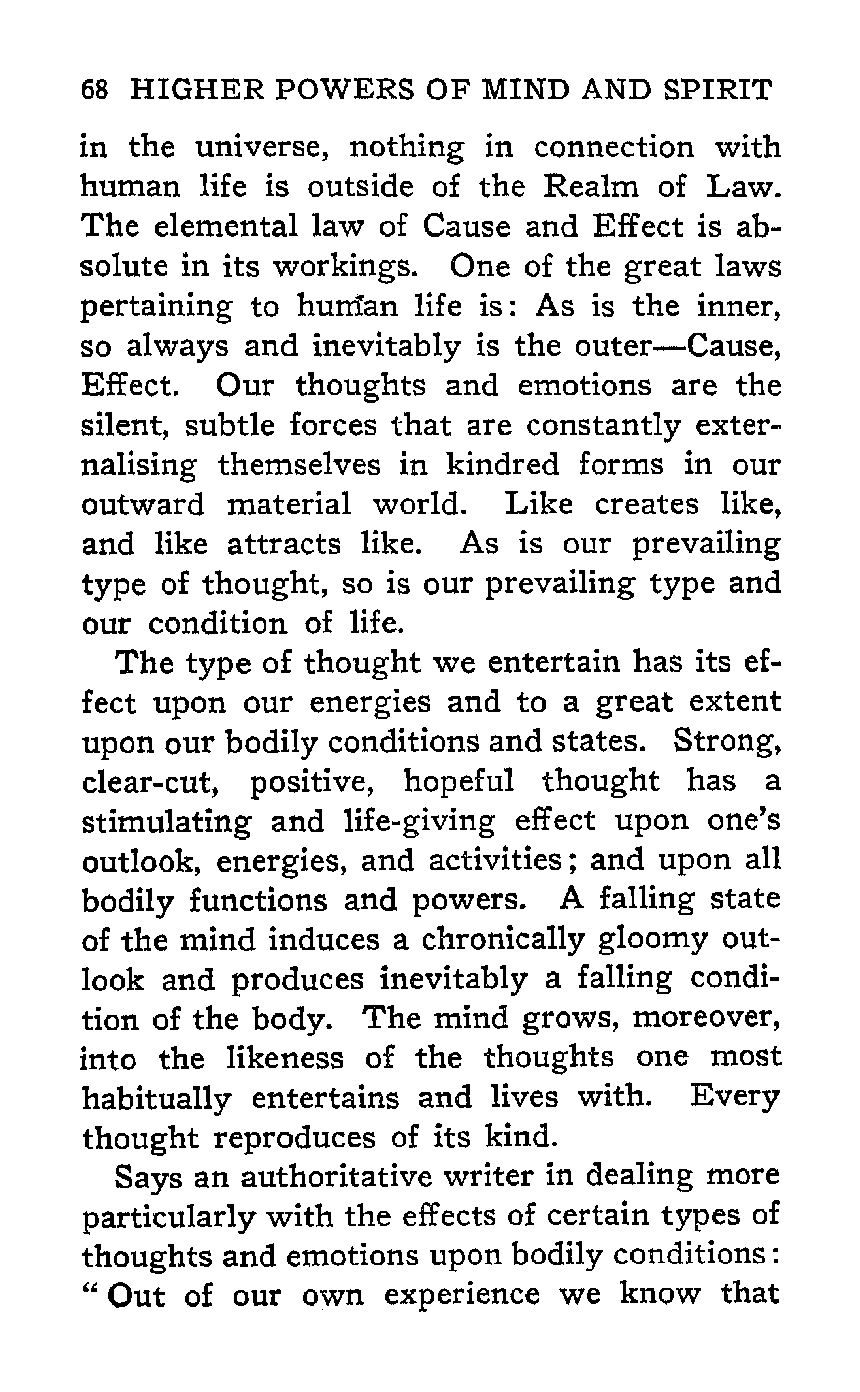 68 HIGHER POWERS OF MIND AND SPIRIT
in the universe, nothing in connection with
human life is outside of the Realm of Law.
The elemental law of Cause and Effect is ab-
solute in its workings. One of the great laws
pertaining to human life is: As is the inner,
so always and inevitably is the outer—Cause,
Effect. Our thoughts and emotions are the
silent, subtle forces that are constantly exter-
nalising themselves in kindred forms in our
outward material world. Like creates like,
and like attracts like. As is our prevailing
type of thought, so is our prevailing type and
our condition of life.
The type of thought we entertain has its ef-
fect upon our energies and to a great extent
upon our bodily conditions and states. Strong,
clear-cut, positive, hopeful thought has a
stimulating and life-giving effect upon one's
outlook, energies, and activities; and upon all
bodily functions and powers. A falling state
of the mind induces a chronically gloomy out-
look and produces inevitably a falling condi-
tion of the body. The mind grows, moreover,
into the likeness of the thoughts one most
habitually entertains and lives with. Every
thought reproduces of its kind.
Says an authoritative writer in dealing more
particularly with the effects of certain types of
thoughts and emotions upon bodily conditions:
“Out of our own experience we know that